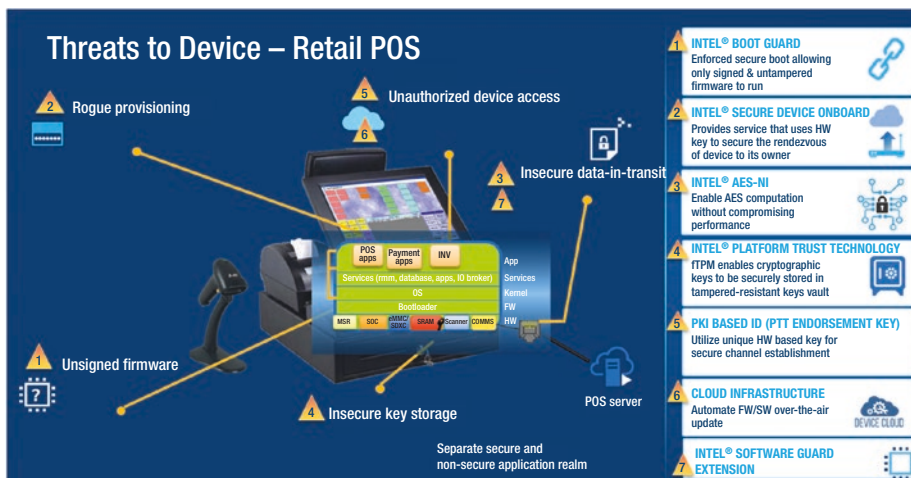 Threats to Device – Retail POS
2 Rogue provisioning
5 Unauthorized device access
6
3 Insecure data-in-transit
7
POS apps
Payment apps
INV
App
Services (rmm, database, apps, IO broker)
Services
OS
Kernel
Bootloader
FW
MSR
SOC
eMMC/
SDXC
SRAM
Scanner
COMMS
HW
1 Unsigned firmware
?
4 Insecure key storage
POS server
Separate secure and
non-secure application realm
1 INTEL® BOOT GUARD
Enforced secure boot allowing
only signed & untampered
firmware to run
2 INTEL® SECURE DEVICE ONBOARD
Provides service that uses HW
key to secure the rendezvous
of device to its owner
3 INTEL® AES-NI
Enable AES computation
without compromising
performance
4 INTEL® PLATFORM TRUST TECHNOLOGY
fTPM enables cryptographic
keys to be securely stored in
tampered-resistant keys vault
5 PKI BASED ID (PTT ENDORSEMENT KEY)
Utilize unique HW based key for
secure channel establishment
6 CLOUD INFRASTRUCTURE
Automate FW/SW over-the-air
update
DEVICE CLOUD
7 INTEL® SOFTWARE GUARD
EXTENSION